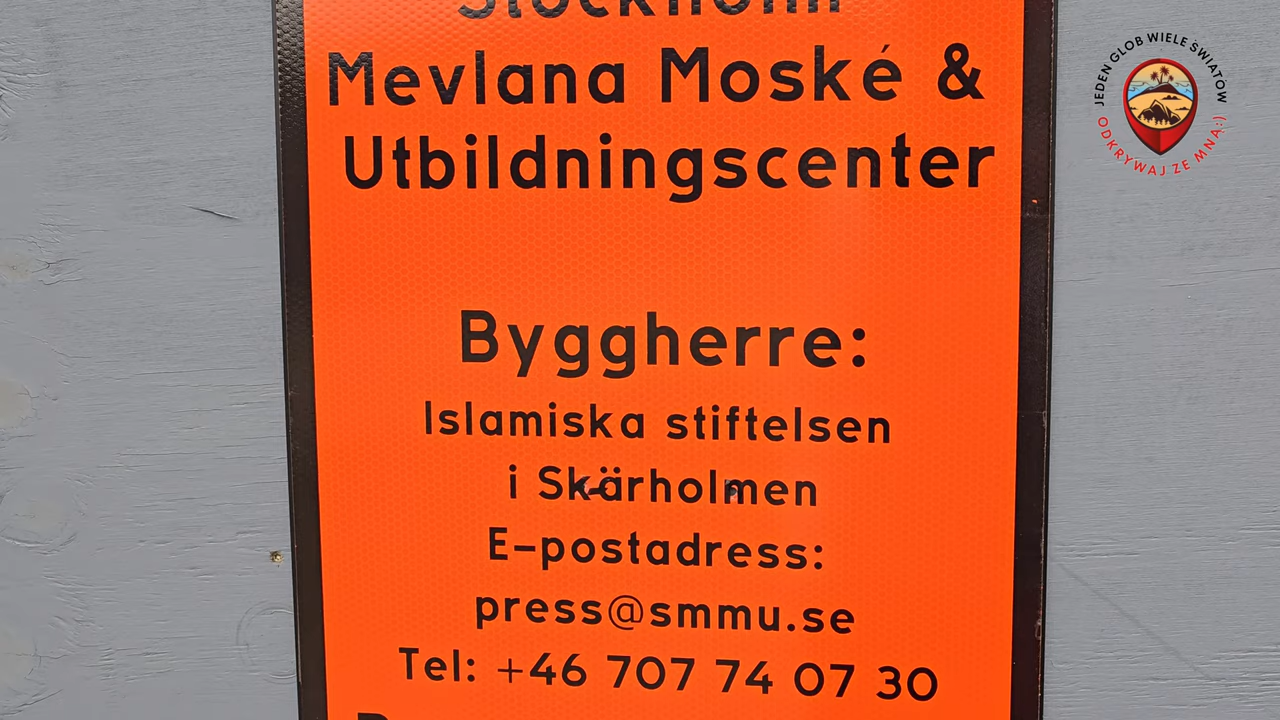 Stockholm
Mevlana Moské &
Utbildningscenter
Byggherre:
Islamiska stiftelsen
i Skärholmen
E-postadress:
press@smmu.se
Tel: +46 707 74 07 30
JEDEN GLOB WIELE ŚWIATÓW
ODKRYWAJ ZE MNĄ:)